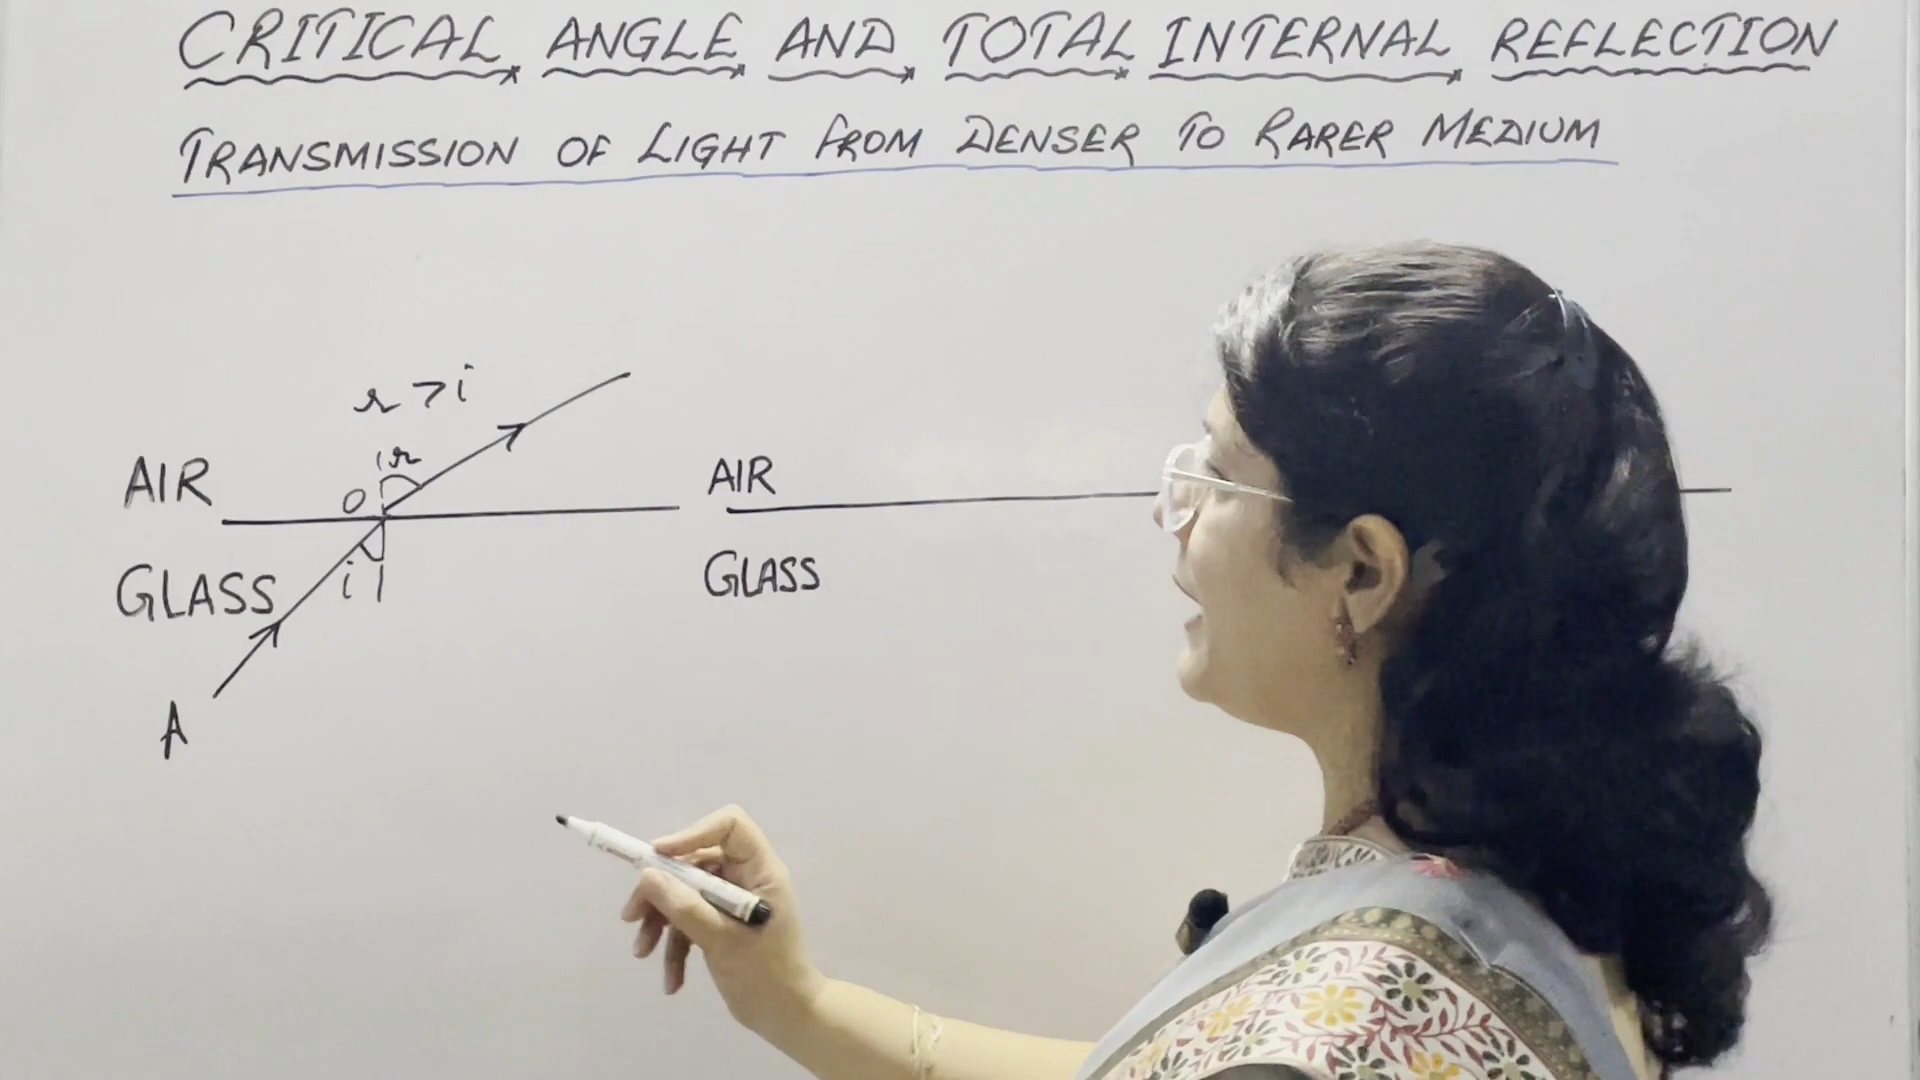 CRITICAL ANGLE AND TOTAL INTERNAL REFLECTION
TRANSMISSION OF LIGHT FROM DENSER TO RARER MEDIUM
r > i
r
AIR
O
AIR
GLASS
i
GLASS
A